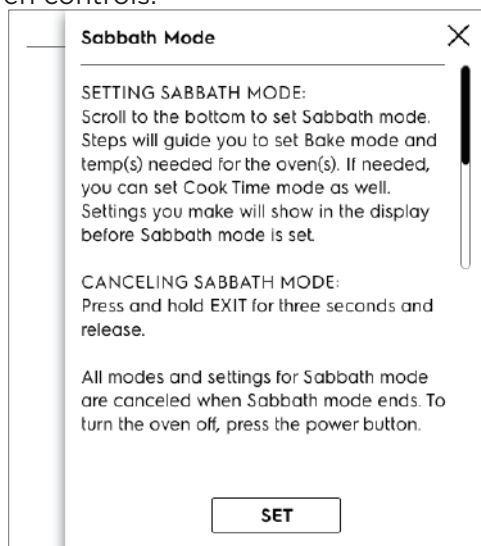 en controls.
Sabbath Mode
SETTING SABBATH MODE:
Scroll to the bottom to set Sabbath mode.
Steps will guide you to set Bake mode and
temp(s) needed for the oven(s). If needed,
you can set Cook Time mode as well.
Settings you make will show in the display
before Sabbath mode is set.
CANCELING SABBATH MODE:
Press and hold EXIT for three seconds and
release.
All modes and settings for Sabbath mode
are canceled when Sabbath mode ends. To
turn the oven off, press the power button.
SET